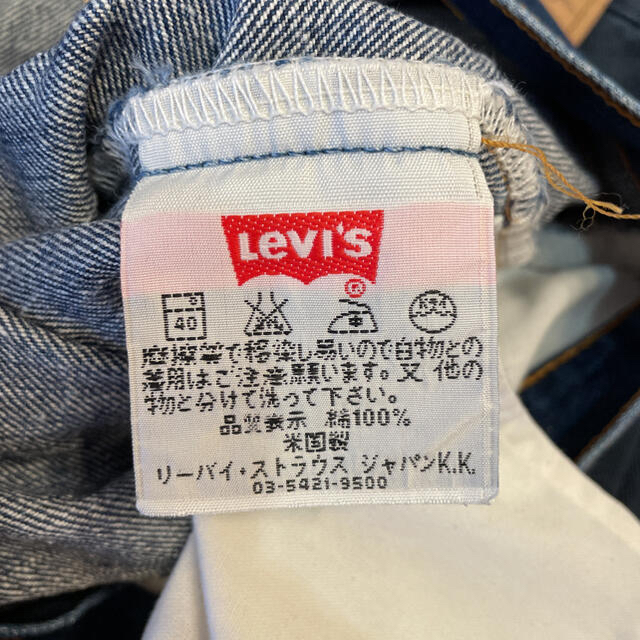 LEVI'S
®
40
摩擦等で移染し易いので白物との
着用はご注意願います。又 他の
物と分けて洗って下さい。
品質表示 綿100%
米国製
リーバイ・ストラウス ジャパンK.K.
03-5421-9500